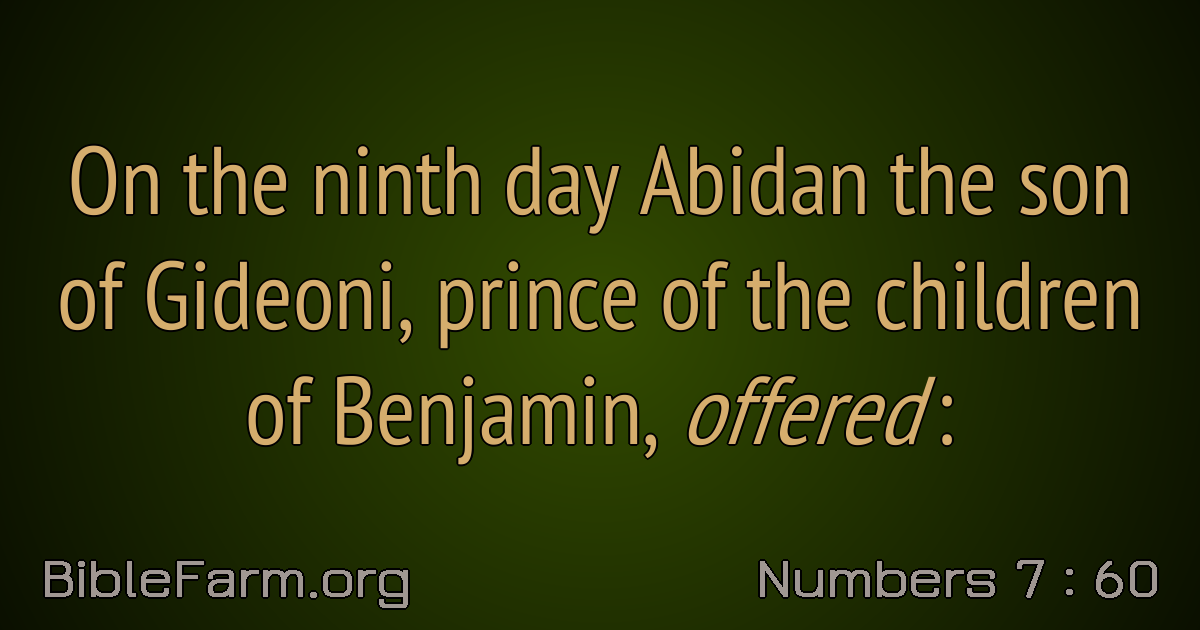 On the ninth day Abidan the son
of Gideoni, prince of the children
of Benjamin, offered :
BibleFarm.org
Numbers 7 : 60